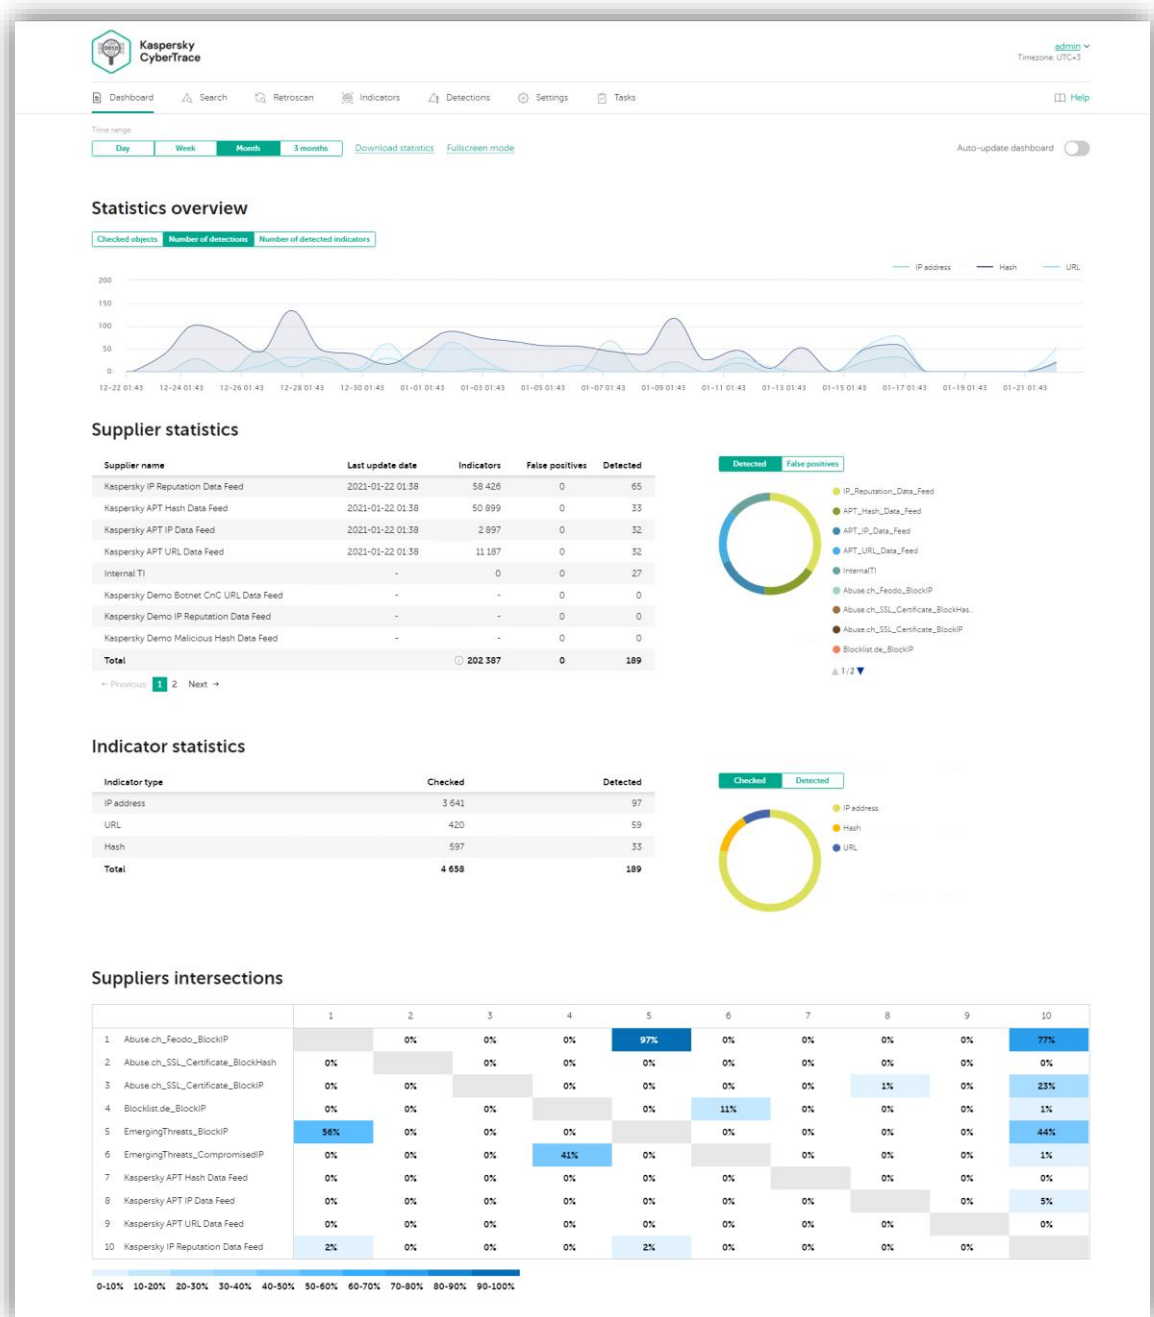 Kaspersky
CyberTrace
admin
Timezone: UTC+3
Dashboard Search Retroscan Indicators Detections Settings Tasks Help
Time range
Day Week Month 3 months Download statistics Fullscreen mode Auto-update dashboard
Statistics overview
Checked objects Number of detections Number of detected indicators
IP address Hash URL
200
150
100
50
0
12-22 01:43 12-24 01:43 12-26 01:43 12-28 01:43 12-30 01:43 01-01 01:43 01-03 01:43 01-05 01:43 01-07 01:43 01-09 01:43 01-11 01:43 01-13 01:43 01-15 01:43 01-17 01:43 01-19 01:43 01-21 01:43
Supplier statistics
Supplier name Last update date Indicators False positives Detected
Kaspersky IP Reputation Data Feed 2021-01-22 01:38 58 426 0 65
Kaspersky APT Hash Data Feed 2021-01-22 01:38 50 899 0 33
Kaspersky APT IP Data Feed 2021-01-22 01:38 2 897 0 32
Kaspersky APT URL Data Feed 2021-01-22 01:38 11 187 0 32
Internal TI - 0 0 27
Kaspersky Demo Botnet CnC URL Data Feed - - 0 0
Kaspersky Demo IP Reputation Data Feed - - 0 0
Kaspersky Demo Malicious Hash Data Feed - - 0 0
Total 202 387 0 189
← Previous 1 2 Next →
Detected False positives
IP_Reputation_Data_Feed
APT_Hash_Data_Feed
APT_IP_Data_Feed
APT_URL_Data_Feed
InternalTI
Abuse.ch_Feodo_BlockIP
Abuse.ch_SSL_Certificate_BlockHas...
Abuse.ch_SSL_Certificate_BlockIP
Blocklist.de_BlockIP
1/2
Indicator statistics
Indicator type Checked Detected
IP address 3 641 97
URL 420 59
Hash 597 33
Total 4 658 189
Checked Detected
IP address
Hash
URL
Suppliers intersections
1 2 3 4 5 6 7 8 9 10
1 Abuse.ch_Feodo_BlockIP 0% 0% 0% 97% 0% 0% 0% 0% 77%
2 Abuse.ch_SSL_Certificate_BlockHash 0% 0% 0% 0% 0% 0% 0% 0% 0%
3 Abuse.ch_SSL_Certificate_BlockIP 0% 0% 0% 0% 0% 0% 1% 0% 23%
4 Blocklist.de_BlockIP 0% 0% 0% 0% 11% 0% 0% 0% 1%
5 EmergingThreats_BlockIP 56% 0% 0% 0% 0% 0% 0% 0% 44%
6 EmergingThreats_CompromisedIP 0% 0% 0% 41% 0% 0% 0% 0% 1%
7 Kaspersky APT Hash Data Feed 0% 0% 0% 0% 0% 0% 0% 0% 0%
8 Kaspersky APT IP Data Feed 0% 0% 0% 0% 0% 0% 0% 0% 5%
9 Kaspersky APT URL Data Feed 0% 0% 0% 0% 0% 0% 0% 0% 0%
10 Kaspersky IP Reputation Data Feed 2% 0% 0% 0% 2% 0% 0% 0% 0%
0-10% 10-20% 20-30% 30-40% 40-50% 50-60% 60-70% 70-80% 80-90% 90-100%